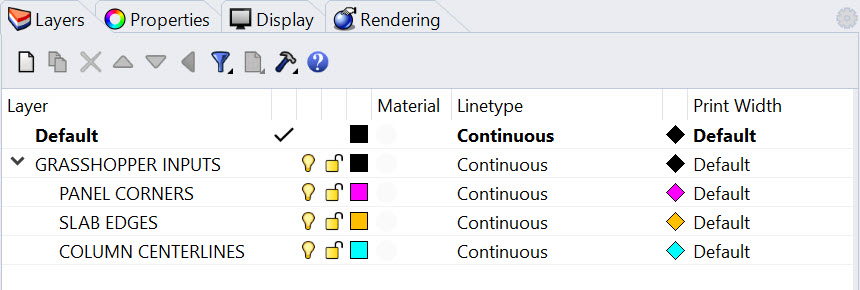 Layers Properties Display Rendering
Layer Material Linetype Print Width
Default Continuous Default
GRASSHOPPER INPUTS Continuous Default
PANEL CORNERS Continuous Default
SLAB EDGES Continuous Default
COLUMN CENTERLINES Continuous Default